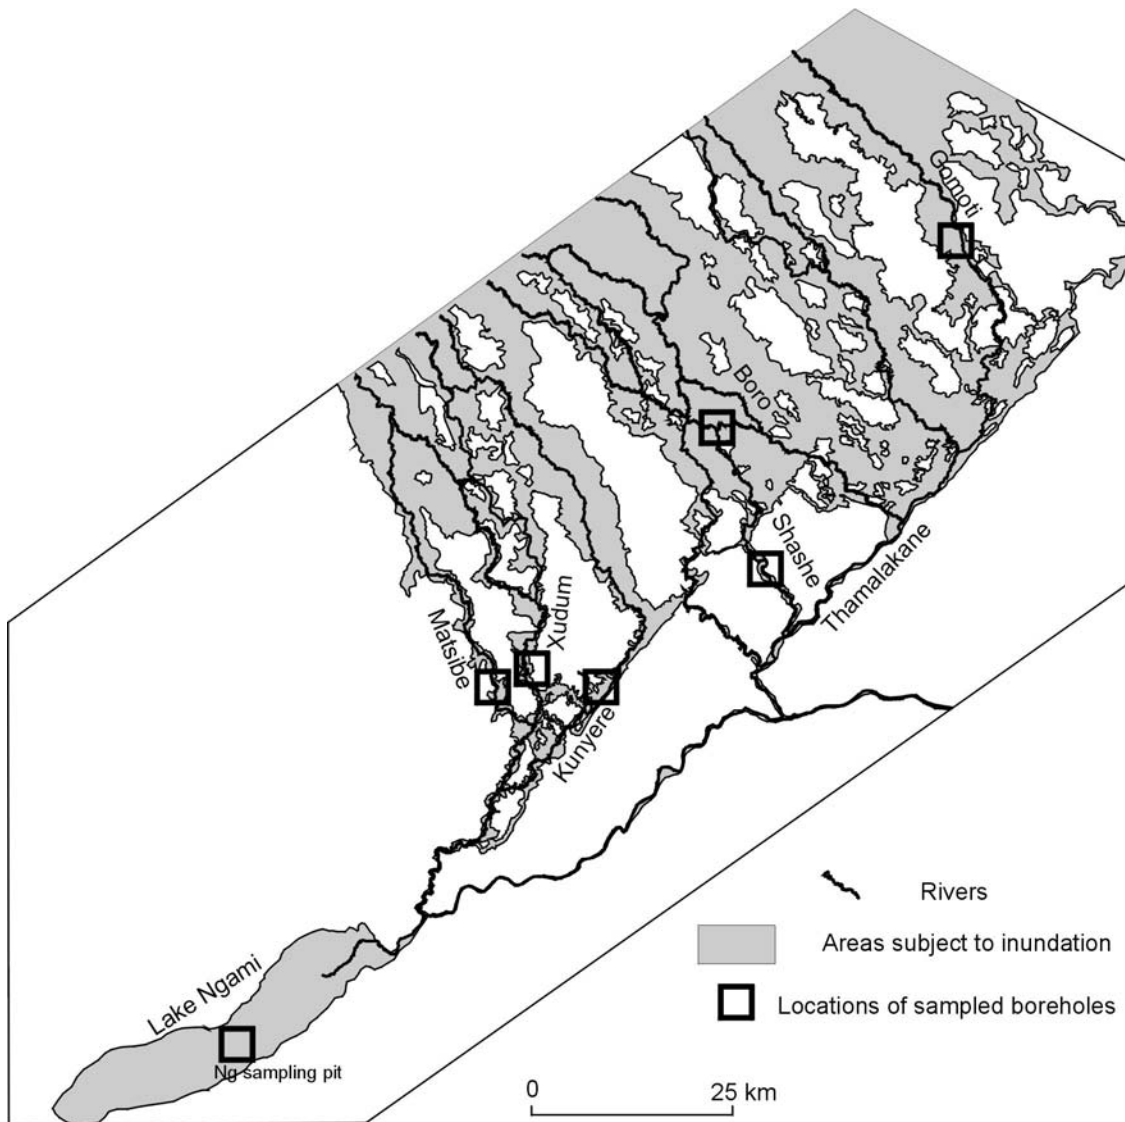 Gomoti
Boro
Shashe
Thamalakane
Xudum
Matsibe
Kunyere
Rivers
Areas subject to inundation
Lake Ngami
Locations of sampled boreholes
Ng sampling pit
0
25 km